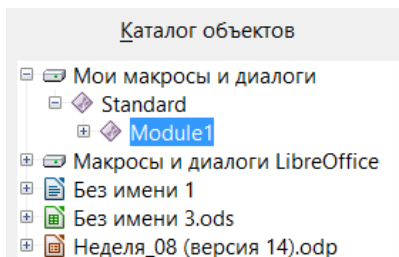 Каталог объектов
Мои макросы и диалоги
Standard
Module1
Макросы и диалоги LibreOffice
Без имени 1
Без имени 3.ods
Неделя_08 (версия 14).odp